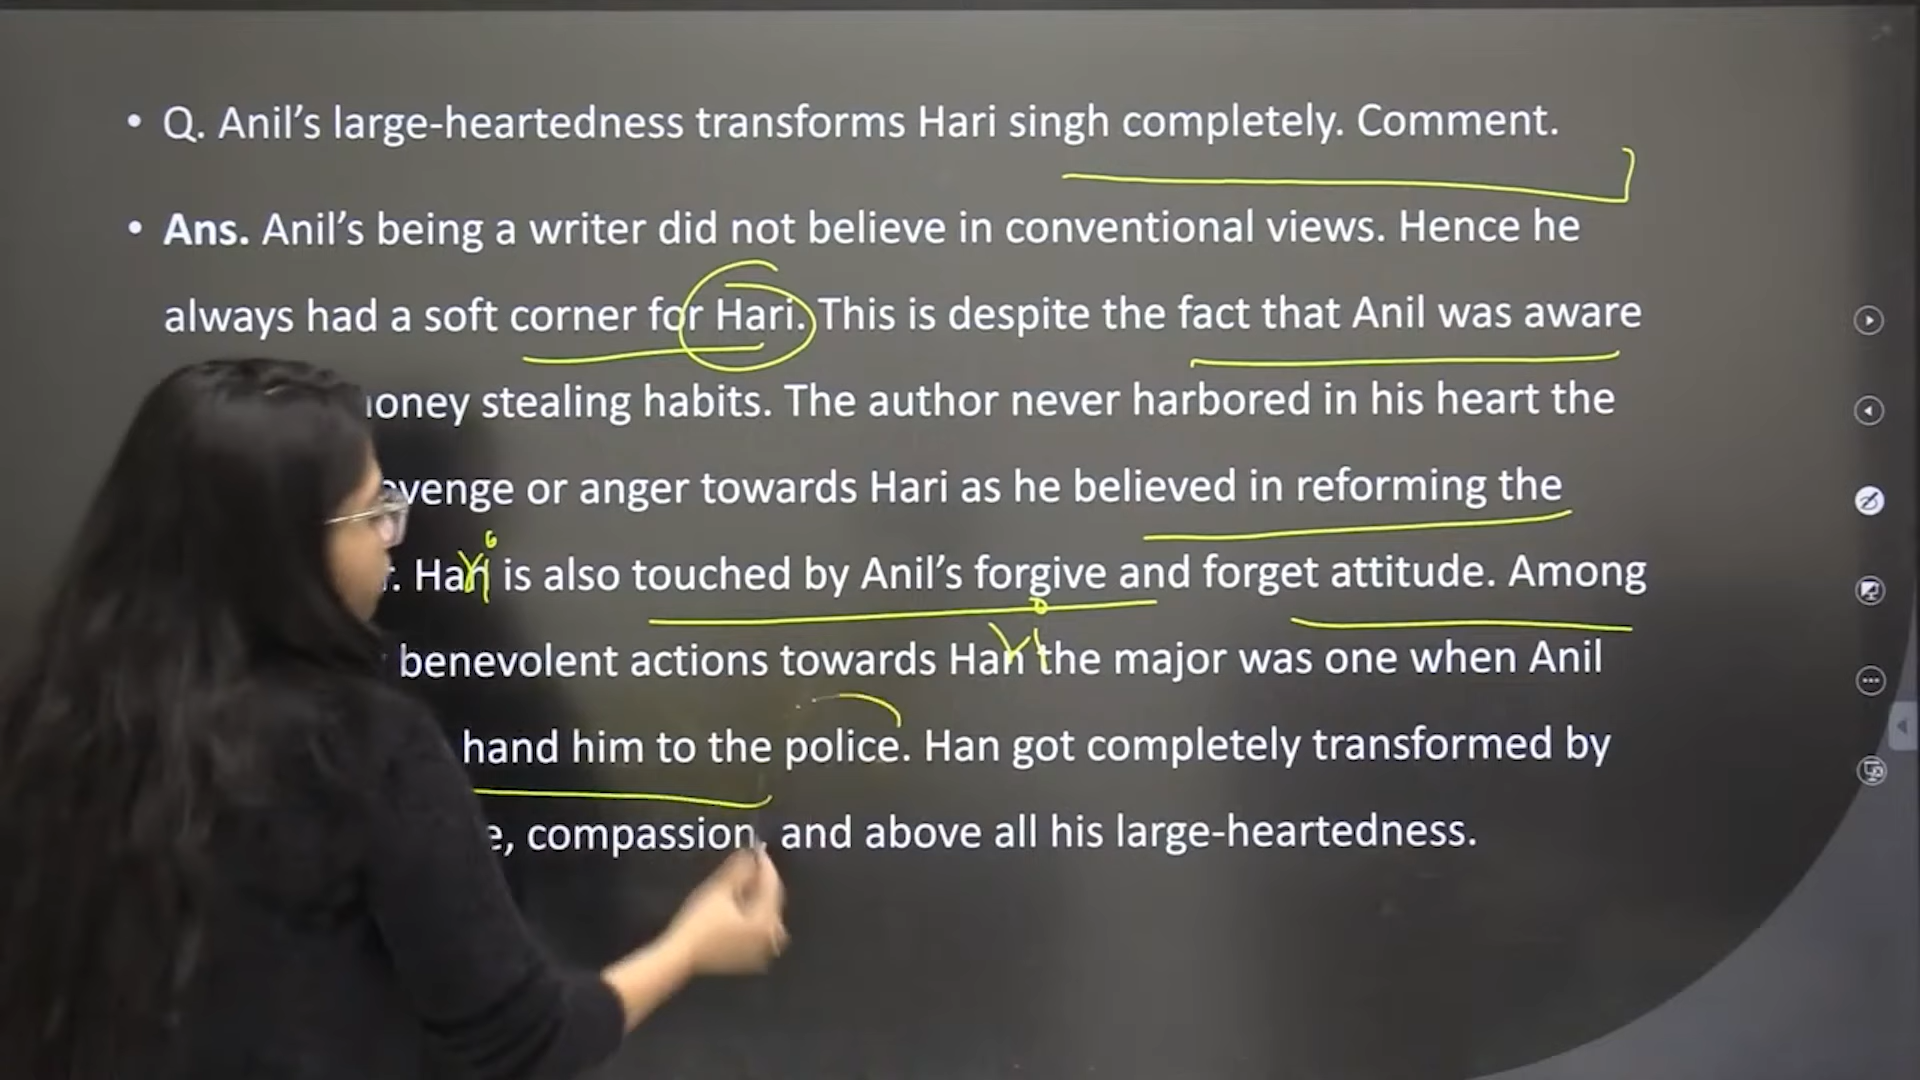 • Q. Anil's large-heartedness transforms Hari singh completely. Comment.
• Ans. Anil's being a writer did not believe in conventional views. Hence he
always had a soft corner for Hari. This is despite the fact that Anil was aware
stealing habits. The author never harbored in his heart the
or anger towards Hari as he believed in reforming the
Hari is also touched by Anil's forgive and forget attitude. Among
benevolent actions towards Hari the major was one when Anil
hand him to the police. Han got completely transformed by
compassion, and above all his large-heartedness.